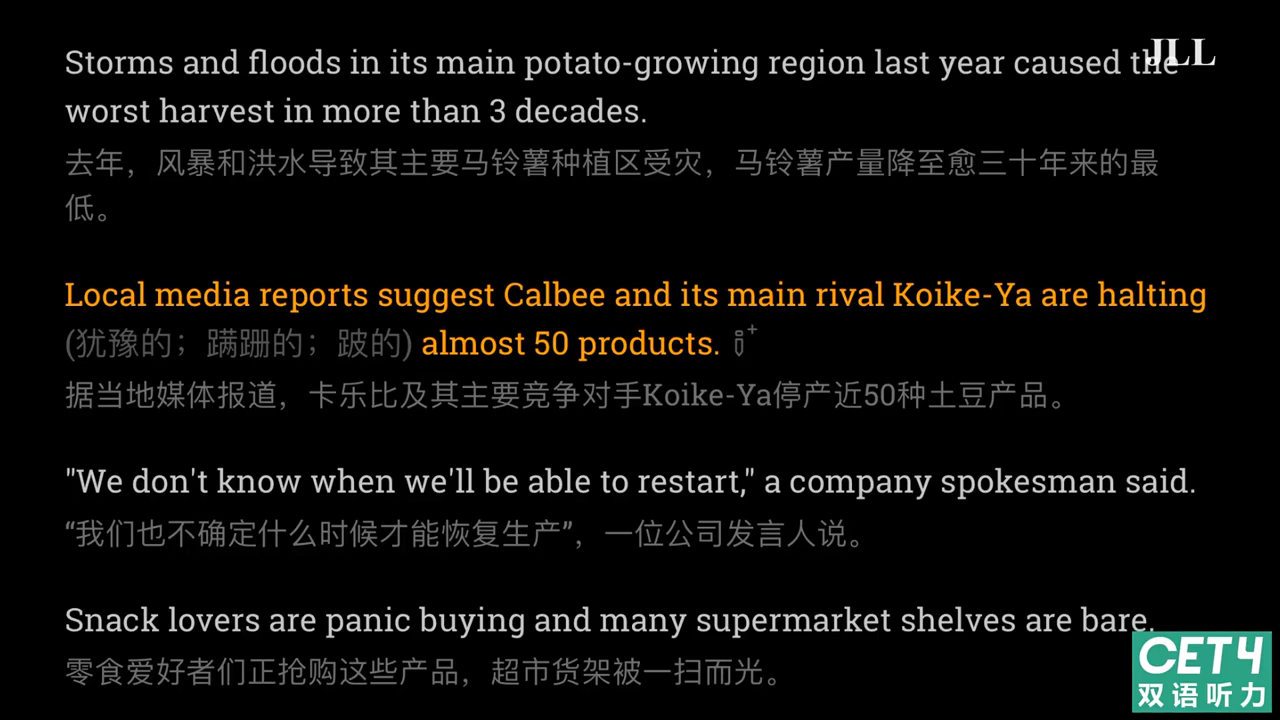 JLL
Storms and floods in its main potato-growing region last year caused the
worst harvest in more than 3 decades.
去年，风暴和洪水导致其主要马铃薯种植区受灾，马铃薯产量降至愈三十年来的最
低。
Local media reports suggest Calbee and its main rival Koike-Ya are halting
(犹豫的；蹒跚的；跛的) almost 50 products.
据当地媒体报道，卡乐比及其主要竞争对手Koike-Ya停产近50种土豆产品。
"We don't know when we'll be able to restart," a company spokesman said.
“我们也不确定什么时候才能恢复生产”，一位公司发言人说。
Snack lovers are panic buying and many supermarket shelves are bare.
零食爱好者们正抢购这些产品，超市货架被一扫而光。
CET4
双语听力